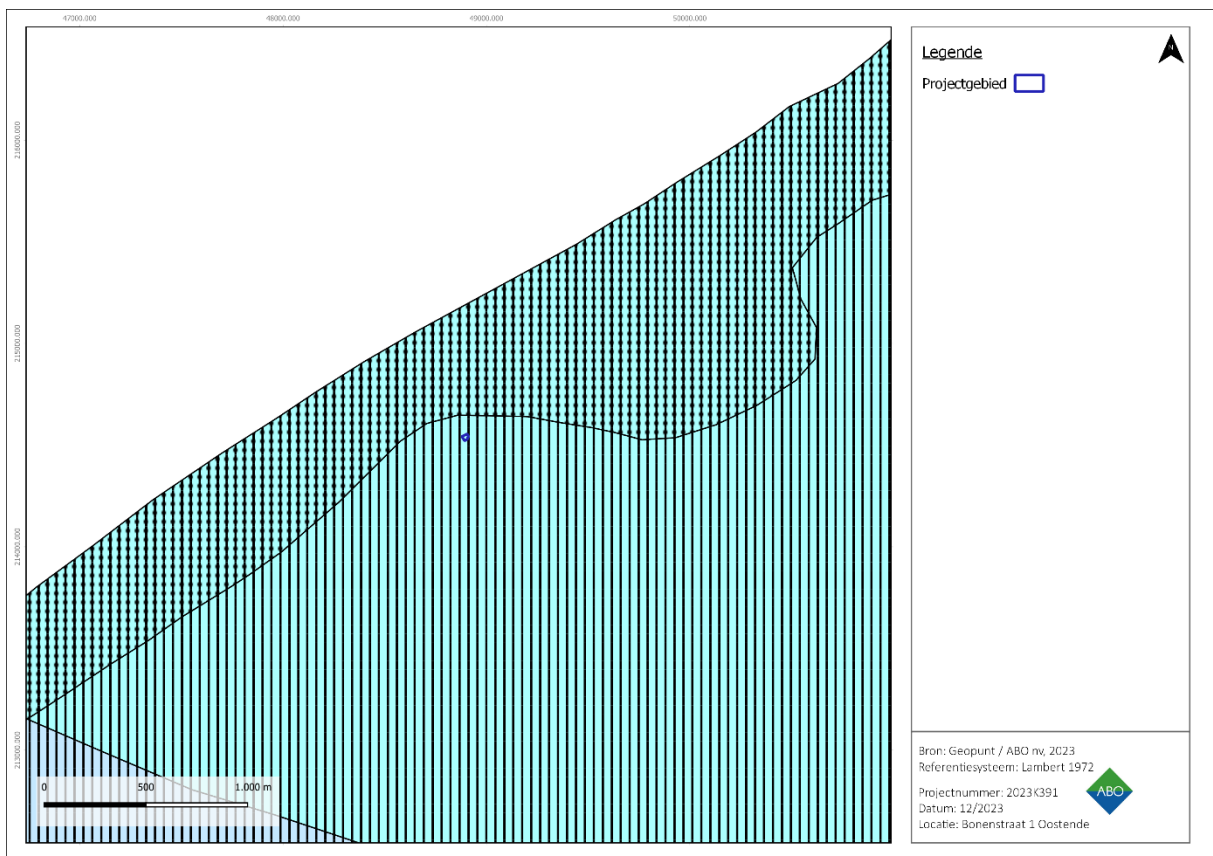 47000.000 48000.000 49000.000 50000.000
216000.000
215000.000
214000.000
213000.000
0 500 1.000 m
Legende
N
Projectgebied
Bron: Geopunt / ABO nv, 2023
Referentiesysteem: Lambert 1972
Projectnummer: 2023K391
Datum: 12/2023
Locatie: Bonenstraat 1 Oostende
ABO